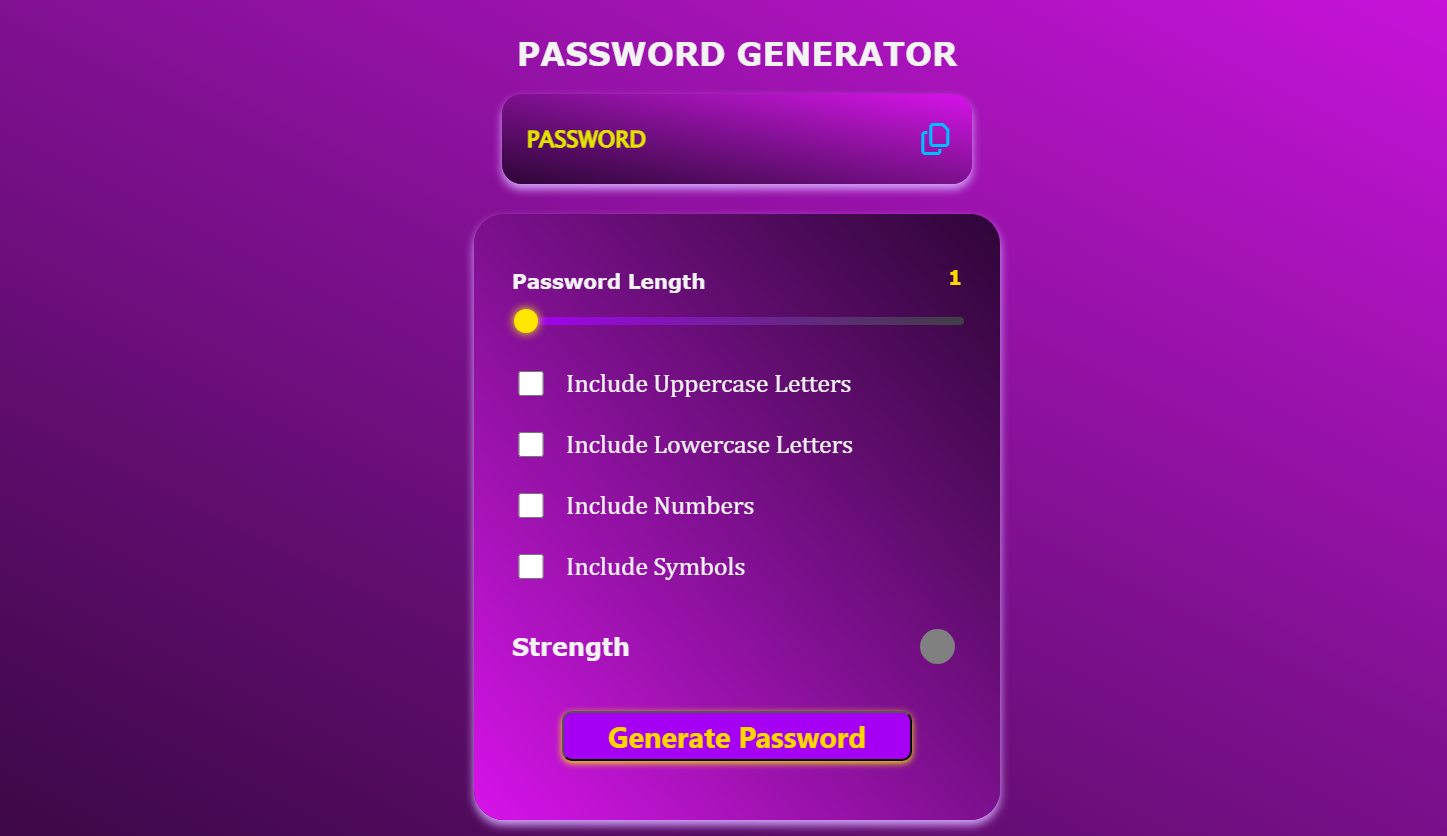 PASSWORD GENERATOR
PASSWORD
Password Length 1
Include Uppercase Letters
Include Lowercase Letters
Include Numbers
Include Symbols
Strength
Generate Password